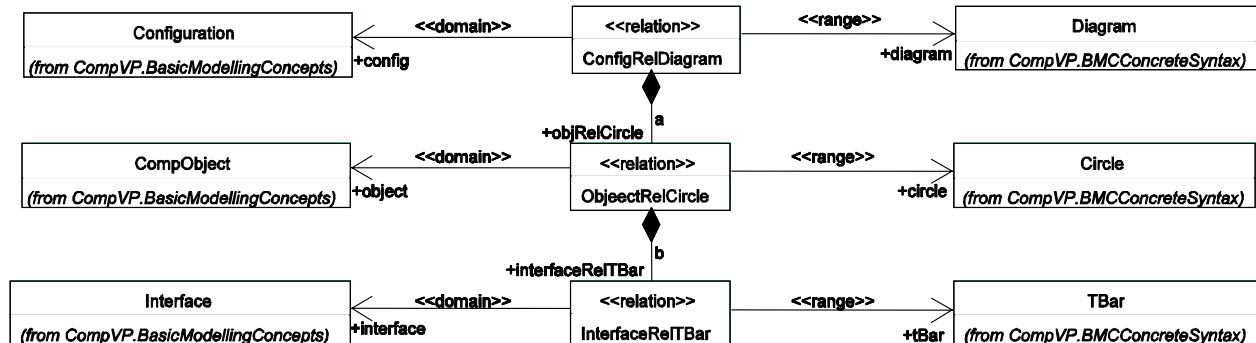 Configuration
(from CompVP.BasicModellingConcepts)
<<domain>>
+config
<<relation>>
ConfigRelDiagram
<<range>>
+diagram
Diagram
(from CompVP.BMCConcreteSyntax)
a
+objRelCircle
CompObject
(from CompVP.BasicModellingConcepts)
<<domain>>
+object
<<relation>>
ObjeectRelCircle
<<range>>
+circle
Circle
(from CompVP.BMCConcreteSyntax)
b
+interfaceRelTBar
Interface
(from CompVP.BasicModellingConcepts)
<<domain>>
+interface
<<relation>>
InterfaceRelTBar
<<range>>
+tBar
TBar
(from CompVP.BMCConcreteSyntax)